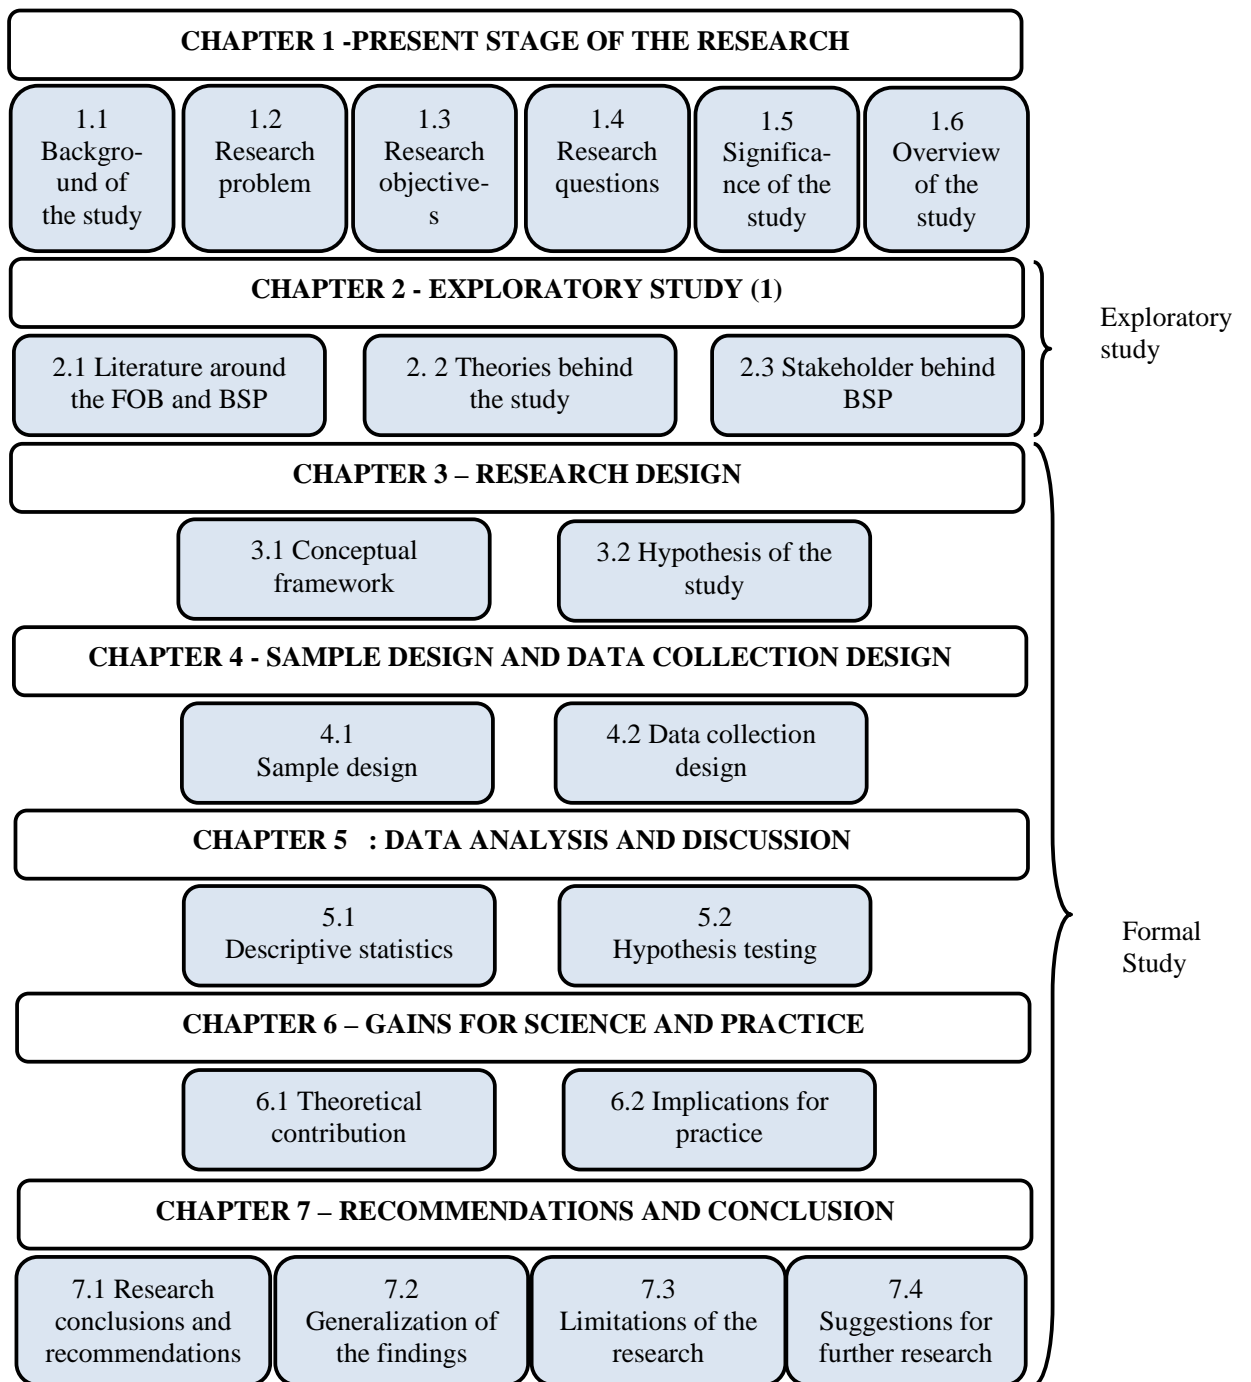 CHAPTER 1 -PRESENT STAGE OF THE RESEARCH
1.1
Backgro-
und of
the study
1.2
Research
problem
1.3
Research
objective-
s
1.4
Research
questions
1.5
Significa-
nce of the
study
1.6
Overview
of the
study
CHAPTER 2 - EXPLORATORY STUDY (1)
2.1 Literature around
the FOB and BSP
2. 2 Theories behind
the study
2.3 Stakeholder behind
BSP
Exploratory
study
CHAPTER 3 – RESEARCH DESIGN
3.1 Conceptual
framework
3.2 Hypothesis of the
study
CHAPTER 4 - SAMPLE DESIGN AND DATA COLLECTION DESIGN
4.1
Sample design
4.2 Data collection
design
CHAPTER 5 : DATA ANALYSIS AND DISCUSSION
5.1
Descriptive statistics
5.2
Hypothesis testing
Formal
Study
CHAPTER 6 – GAINS FOR SCIENCE AND PRACTICE
6.1 Theoretical
contribution
6.2 Implications for
practice
CHAPTER 7 – RECOMMENDATIONS AND CONCLUSION
7.1 Research
conclusions and
recommendations
7.2
Generalization of
the findings
7.3
Limitations of the
research
7.4
Suggestions for
further research